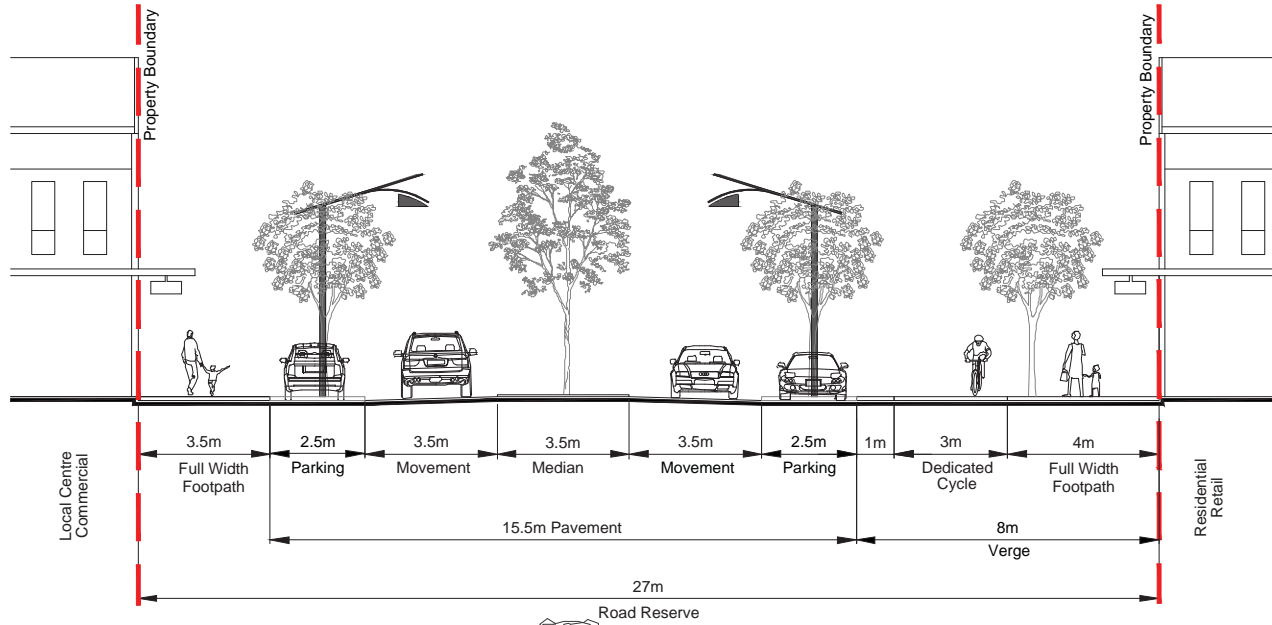 Property Boundary
Property Boundary
3.5m
2.5m
3.5m
3.5m
3.5m
2.5m
1m
3m
4m
Full Width
Footpath
Parking
Movement
Median
Movement
Parking
Dedicated
Cycle
Full Width
Footpath
Local Centre
Commercial
Residential
Retail
15.5m Pavement
8m
Verge
27m
Road Reserve